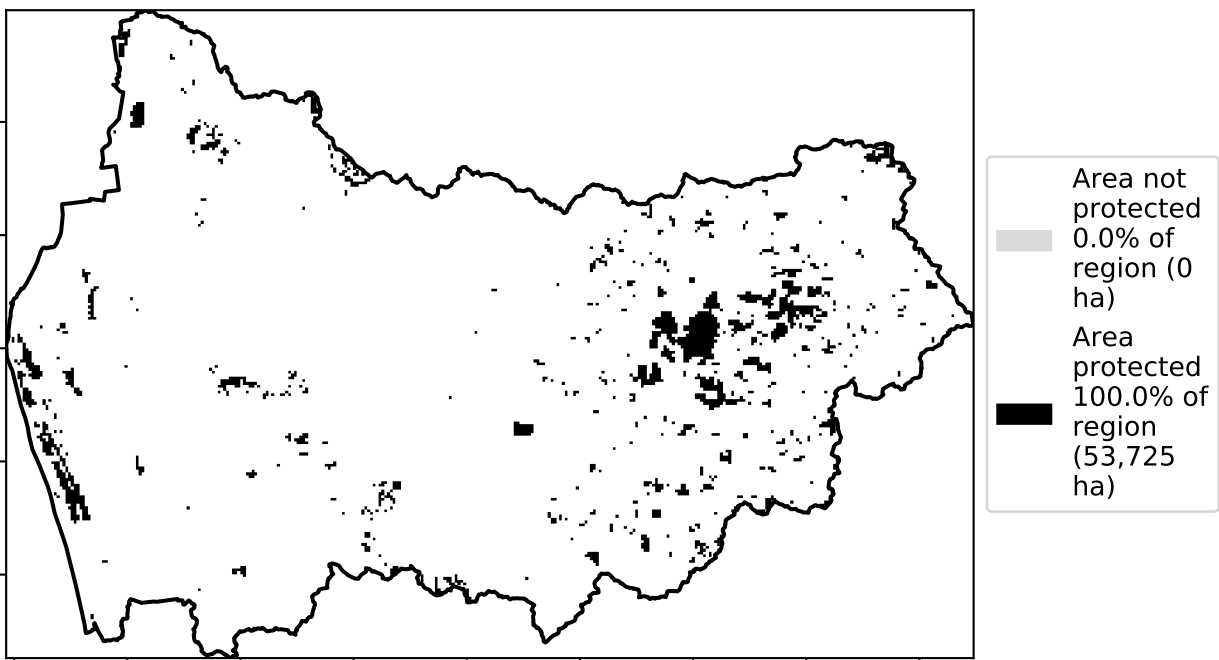 Area not
protected
0.0% of
region (0
ha)
Area
protected
100.0% of
region
(53,725
ha)